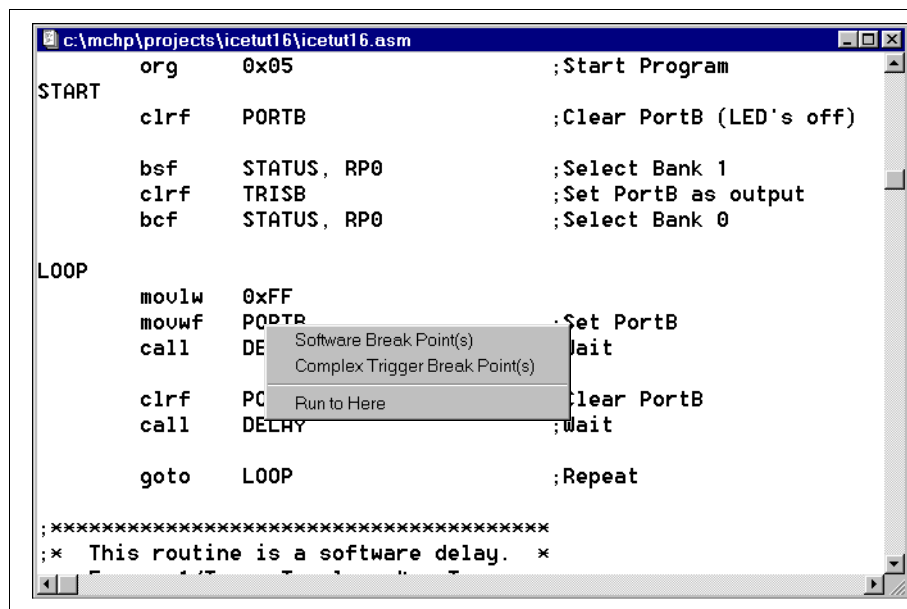 c:\mchp\projects\icetut16\icetut16.asm
org 0x05 ;Start Program
START
clrf PORTB ;Clear PortB (LED's off)
bsf STATUS, RP0 ;Select Bank 1
clrf TRISB ;Set PortB as output
bcf STATUS, RP0 ;Select Bank 0
LOOP
movlw 0xFF
movwf PORTB ;Set PortB
call
Software Break Point(s)
Complex Trigger Break Point(s)
Run to Here
clrf PortB
call DELAY ;Wait
goto LOOP ;Repeat
;***************************************
;* This routine is a software delay. *